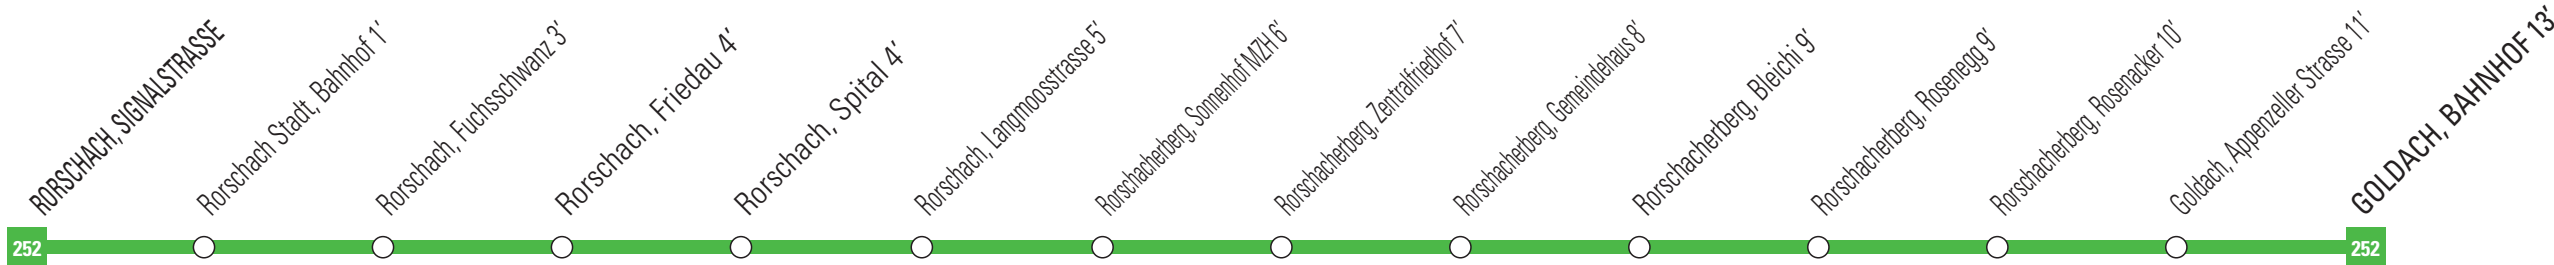 RORSCHACH, SIGNALSTRASSE
Rorschach Stadt, Bahnhof 1'
Rorschach, Fuchsschwanz 3'
Rorschach, Friedau 4'
Rorschach, Spital 4'
Rorschach, Langmoosstrasse 5'
Rorschacherberg, Sonnenhof MZH 6'
Rorschacherberg, Zentralfriedhof 7'
Rorschacherberg, Gemeindehaus 8'
Rorschacherberg, Bleichi 9'
Rorschacherberg, Rosenegg 9'
Rorschacherberg, Rosenacker 10'
Goldach, Appenzeller Strasse 11'
GOLDACH, BAHNHOF 13'
252
252